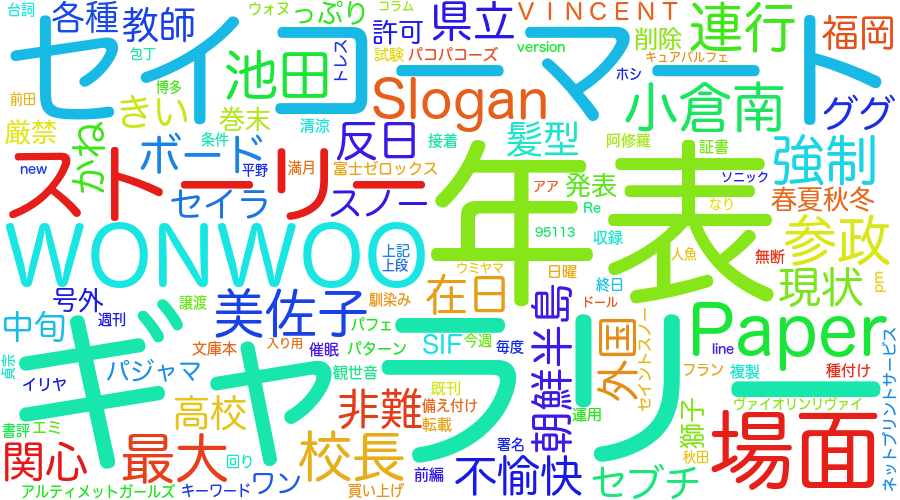 台詞
各種
教師
ウォヌ
っぷり
コラム
許可
県立
VINCENT
削除
連行
福岡
セイコーマート
包丁
トレス
試験
パコパコーズ
version
キュアパルフェ
ホシ
前田
きい
博多
池田
巻末
Slogan
小倉南
ググ
厳禁
かね
条件
清涼
反日
接着
髪型
阿修羅
証書
強制
new
ボード
平野
満月
富士ゼロックス
ソニック
ストーリー
セイラ
スノー
アア
発表
Re
なり
春夏秋冬
年表
WONWOO
上記
上段
95113
収録
参政
人魚
無断
ウミヤマ
日曜
終日
現状
pm
号外
譲渡
馴染み
在日
ドール
中旬
週刊
美佐子
パフェ
朝鮮半島
外国
セイントスノー
Paper
ギャラリー
文庫本
入り用
催眠
パターン
SIF
今週
毎度
line
ネットプリントサービス
貞宗
イリヤ
パジャマ
観世音
既刊
フラン
複製
種付け
高校
非難
備え付け
転載
運用
獅子
ヴァイオリンリヴァイ
書評
エミ
関心
最大
回り
校長
前編
署名
不愉快
秋田
場面
アルティメットガールズ
キーワード
ワン
買い上げ
セブチ